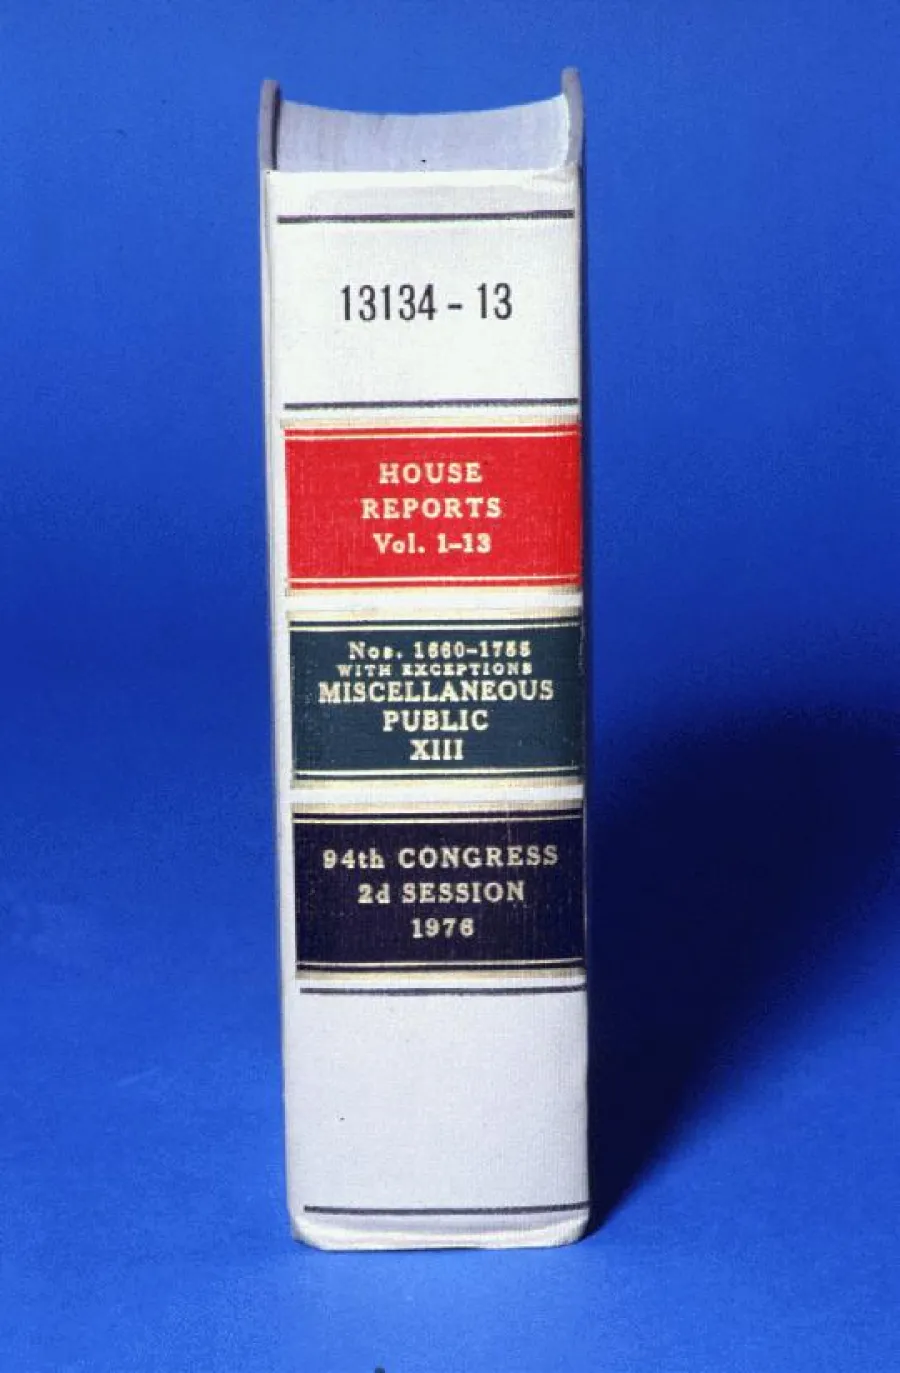 13134 - 13
HOUSE
REPORTS
Vol. 1-13
Nos. 1660-1755
WITH EXCEPTIONS
MISCELLANEOUS
PUBLIC
XIII
94th CONGRESS
2d SESSION
1976